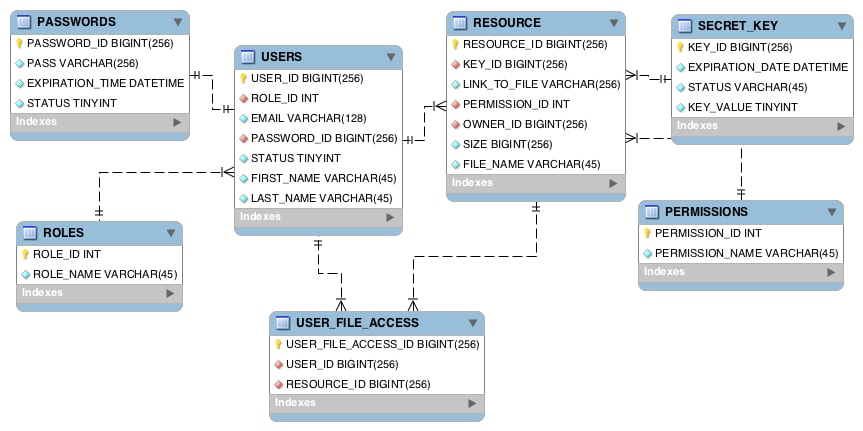 PASSWORDS
PASSWORD_ID BIGINT(256)
PASS VARCHAR(256)
EXPIRATION_TIME DATETIME
STATUS TINYINT
Indexes
USERS
USER_ID BIGINT(256)
ROLE_ID INT
EMAIL VARCHAR(128)
PASSWORD_ID BIGINT(256)
STATUS TINYINT
FIRST_NAME VARCHAR(45)
LAST_NAME VARCHAR(45)
Indexes
RESOURCE
RESOURCE_ID BIGINT(256)
KEY_ID BIGINT(256)
LINK_TO_FILE VARCHAR(256)
PERMISSION_ID INT
OWNER_ID BIGINT(256)
SIZE BIGINT(256)
FILE_NAME VARCHAR(45)
Indexes
SECRET_KEY
KEY_ID BIGINT(256)
EXPIRATION_DATE DATETIME
STATUS VARCHAR(45)
KEY_VALUE TINYINT
Indexes
ROLES
ROLE_ID INT
ROLE_NAME VARCHAR(45)
Indexes
PERMISSIONS
PERMISSION_ID INT
PERMISSION_NAME VARCHAR(45)
Indexes
USER_FILE_ACCESS
USER_FILE_ACCESS_ID BIGINT(256)
USER_ID BIGINT(256)
RESOURCE_ID BIGINT(256)
Indexes